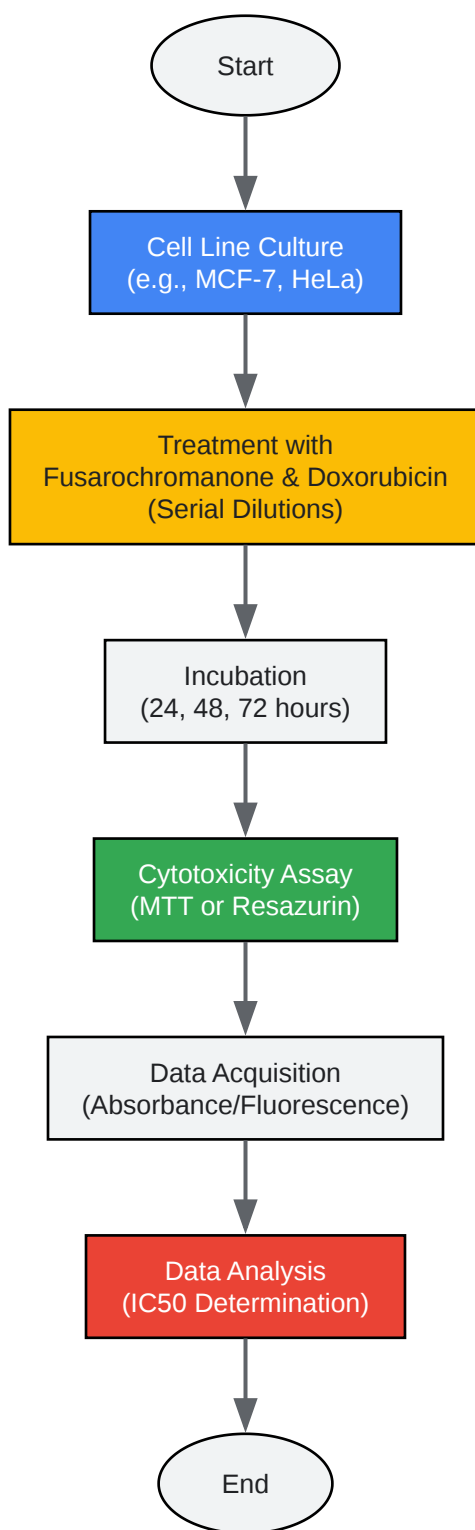 Start
Cell Line Culture
(e.g., MCF-7, HeLa)
Treatment with
Fusarochromanone & Doxorubicin
(Serial Dilutions)
Incubation
(24, 48, 72 hours)
Cytotoxicity Assay
(MTT or Resazurin)
Data Acquisition
(Absorbance/Fluorescence)
Data Analysis
(IC50 Determination)
End